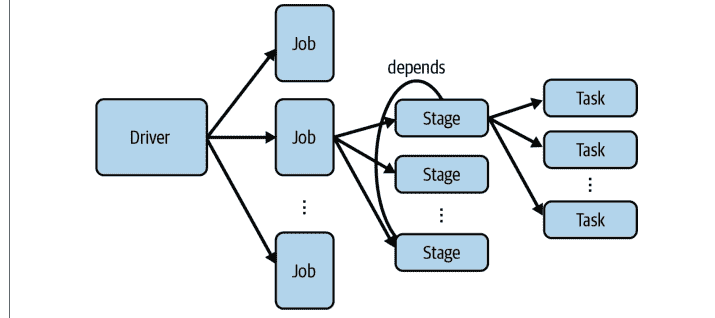 Job
depends
Task
Stage
Driver
Job
Task
Stage
⋮
⋮
⋮
Task
Stage
Job